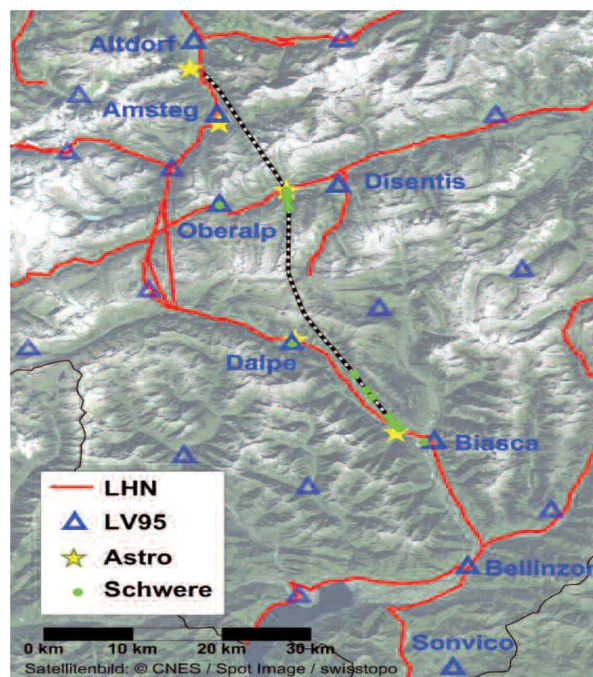 Altdorf
Amsteg
Disentis
Oberalp
Dalpe
Biasca
LHN
LV95
Astro
Schwere
Bellinzon
Sonvico
0 km 10 km 20 km 30 km
Satellitenbild: © CNES / Spot Image / swisstopo